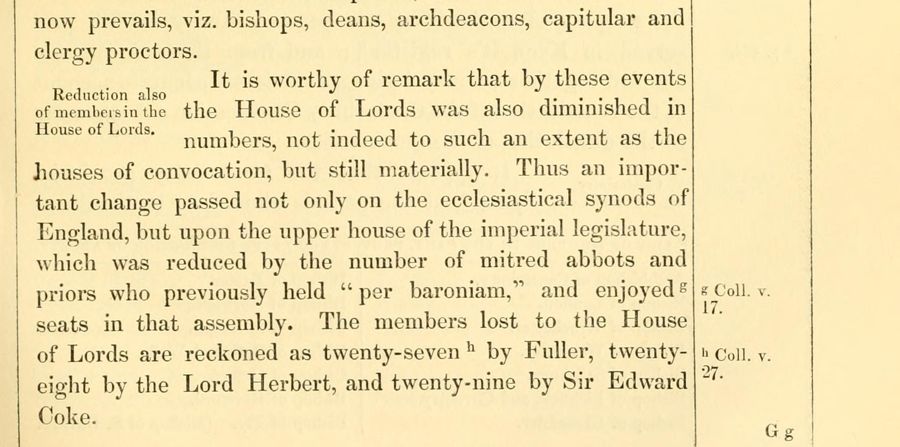 now prevails, viz. bishops, deans, archdeacons, capitular and
clergy proctors.
Reduction also
of members in the
House of Lords.
It is worthy of remark that by these events
the House of Lords was also diminished in
numbers, not indeed to such an extent as the
houses of convocation, but still materially. Thus an impor-
tant change passed not only on the ecclesiastical synods of
England, but upon the upper house of the imperial legislature,
which was reduced by the number of mitred abbots and
priors who previously held "per baroniam," and enjoyed g
seats in that assembly. The members lost to the House
of Lords are reckoned as twenty-seven h by Fuller, twenty-
eight by the Lord Herbert, and twenty-nine by Sir Edward
Coke.
g Coll. v.
17.
h Coll. v.
27.
G g